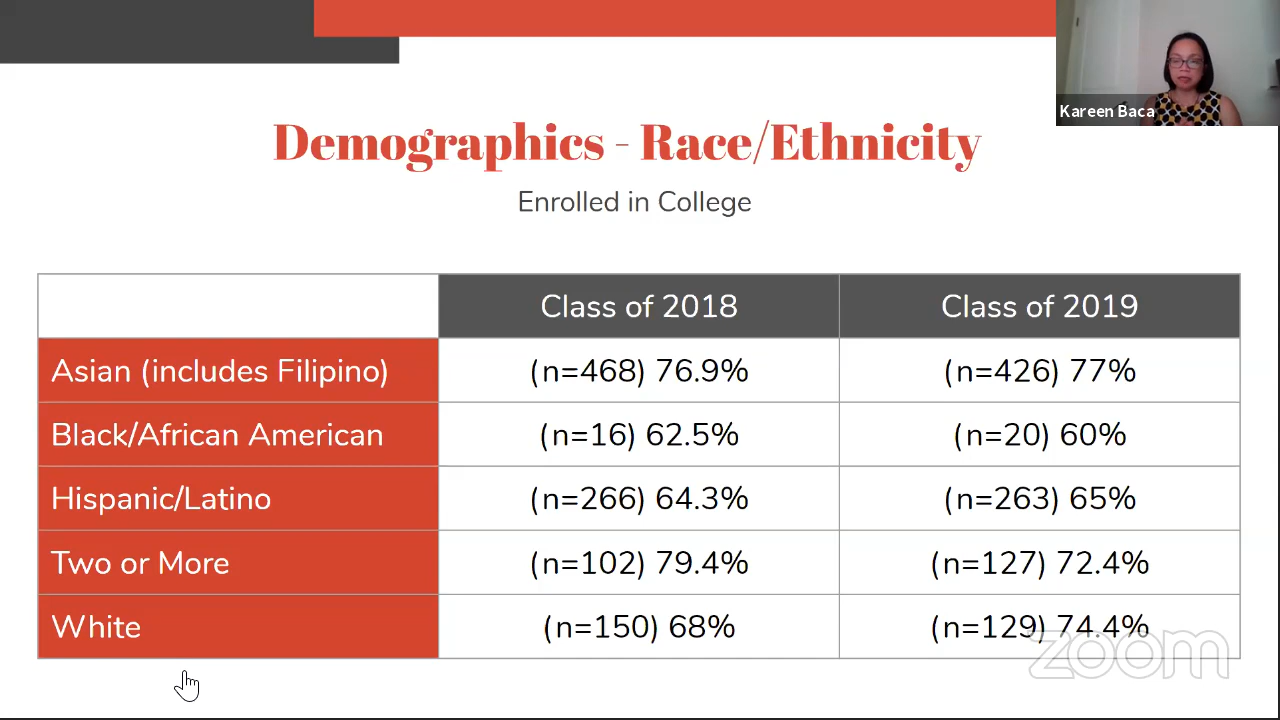 Kareen Baca
Demographics - Race/Ethnicity
Enrolled in College
Class of 2018 Class of 2019
Asian (includes Filipino) (n=468) 76.9% (n=426) 77%
Black/African American (n=16) 62.5% (n=20) 60%
Hispanic/Latino (n=266) 64.3% (n=263) 65%
Two or More (n=102) 79.4% (n=127) 72.4%
White (n=150) 68% (n=129) 74.4%
zoom